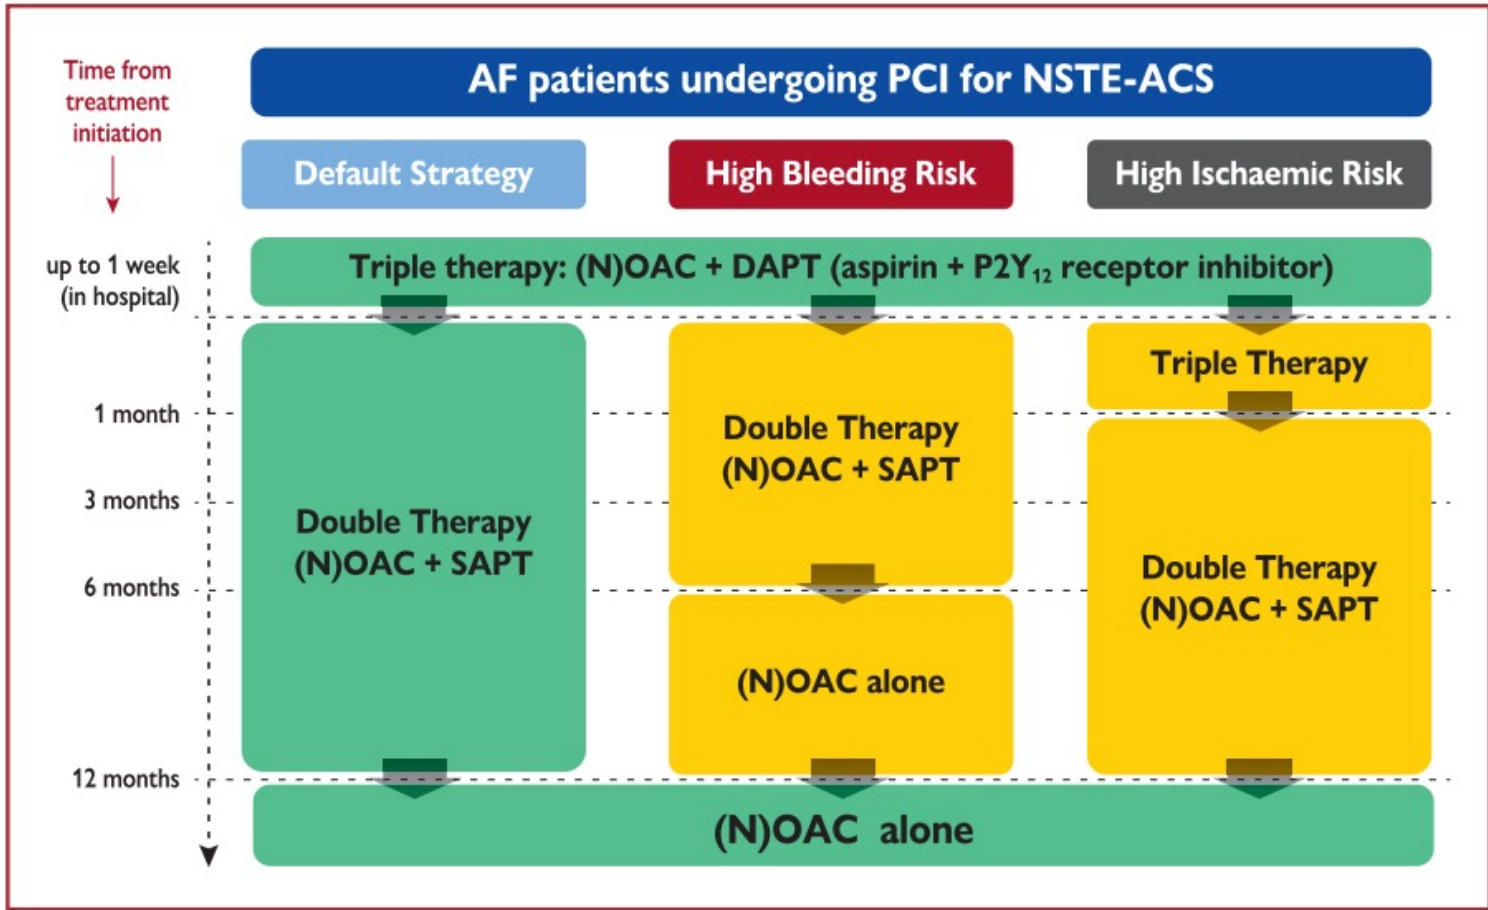 Time from
treatment
initiation
AF patients undergoing PCI for NSTE-ACS
Default Strategy
High Bleeding Risk
High Ischaemic Risk
up to 1 week
(in hospital)
Triple therapy: (N)OAC + DAPT (aspirin + P2Y₁₂ receptor inhibitor)
Triple Therapy
1 month
Double Therapy
(N)OAC + SAPT
3 months
Double Therapy
(N)OAC + SAPT
6 months
Double Therapy
(N)OAC + SAPT
(N)OAC alone
12 months
(N)OAC alone